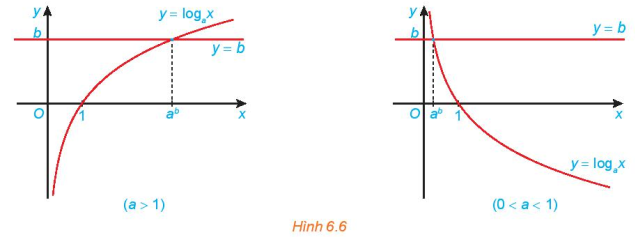 y
y = logₐx
b
y = b
O
1
aᵇ
x
(a > 1)
y
b
y = b
O
aᵇ
1
x
y = logₐx
(0 < a < 1)
Hình 6.6